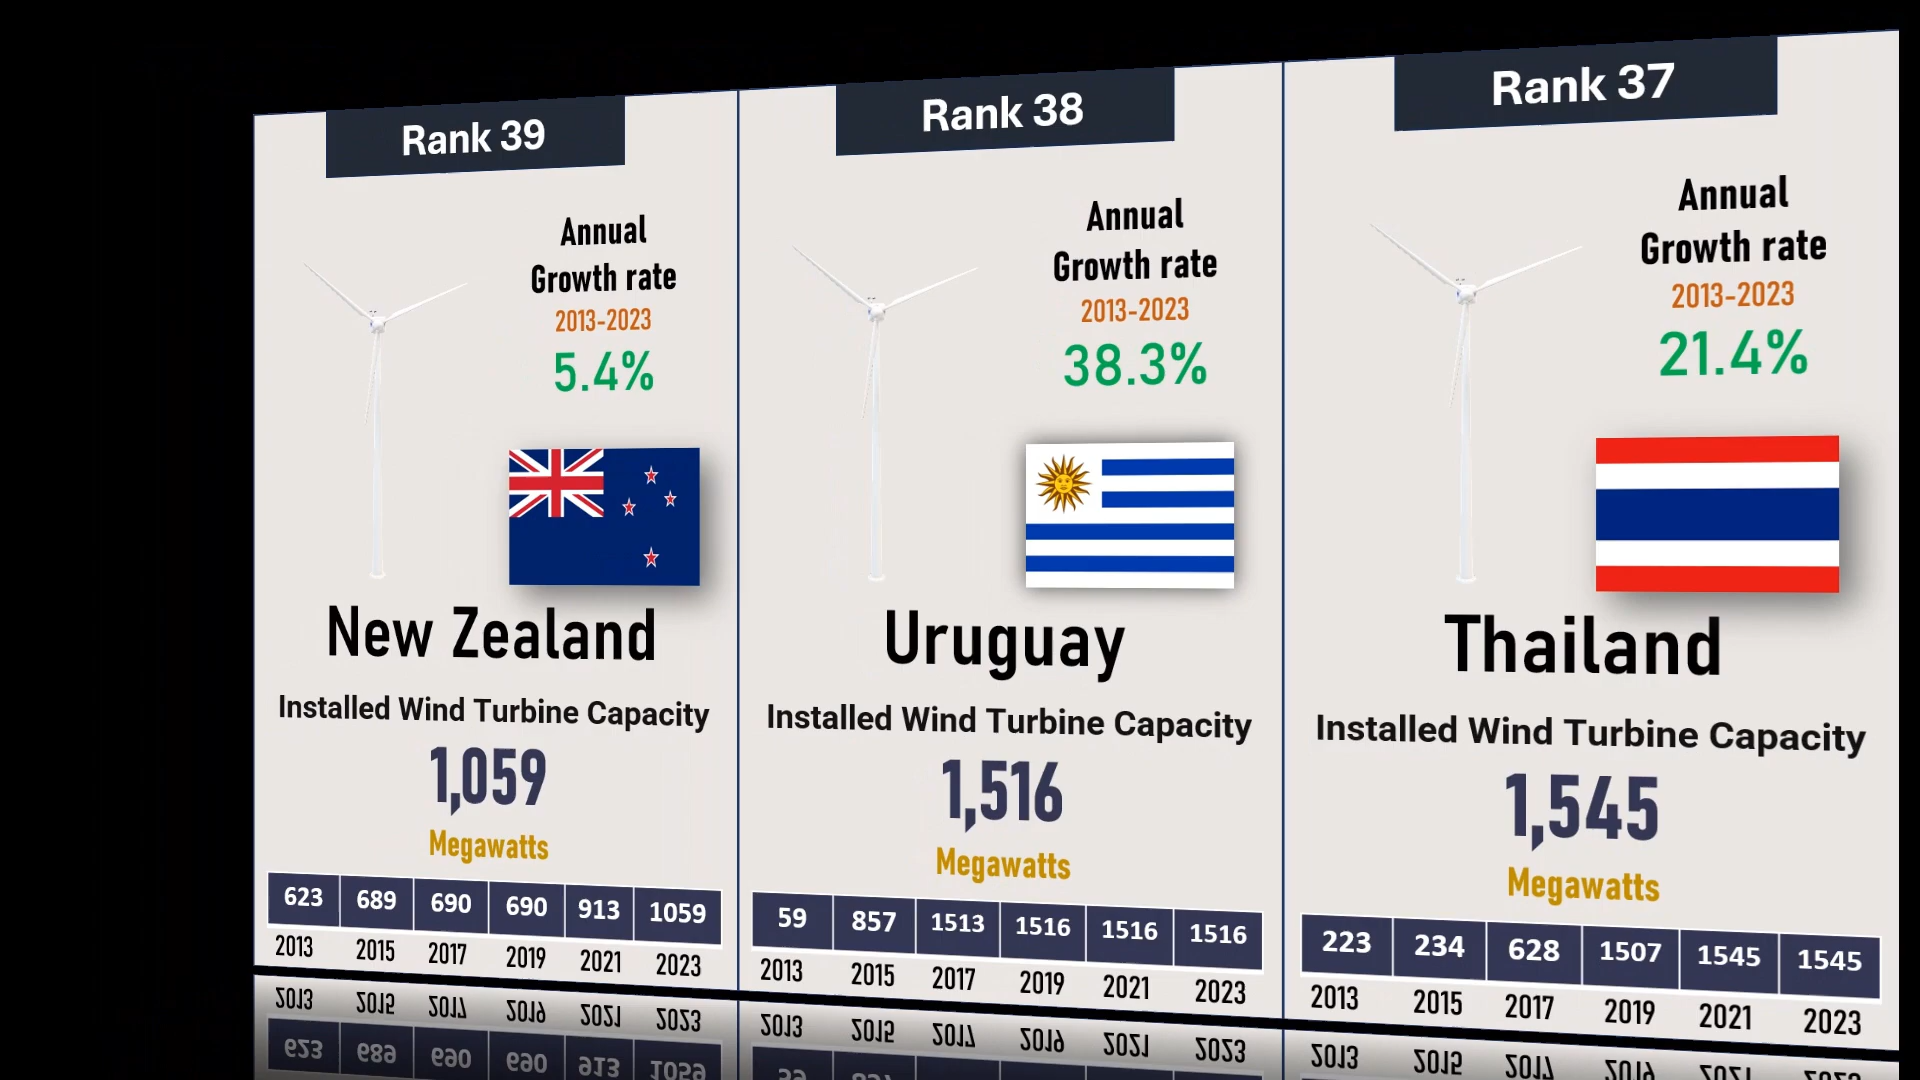 Rank 39
Annual
Growth rate
2013-2023
5.4%
New Zealand
Installed Wind Turbine Capacity
1,059
Megawatts
623 689 690 690 913 1059
2013 2015 2017 2019 2021 2023
Rank 38
Annual
Growth rate
2013-2023
38.3%
Uruguay
Installed Wind Turbine Capacity
1,516
Megawatts
59 857 1513 1516 1516 1516
2013 2015 2017 2019 2021 2023
Rank 37
Annual
Growth rate
2013-2023
21.4%
Thailand
Installed Wind Turbine Capacity
1,545
Megawatts
223 234 628 1507 1545 1545
2013 2015 2017 2019 2021 2023